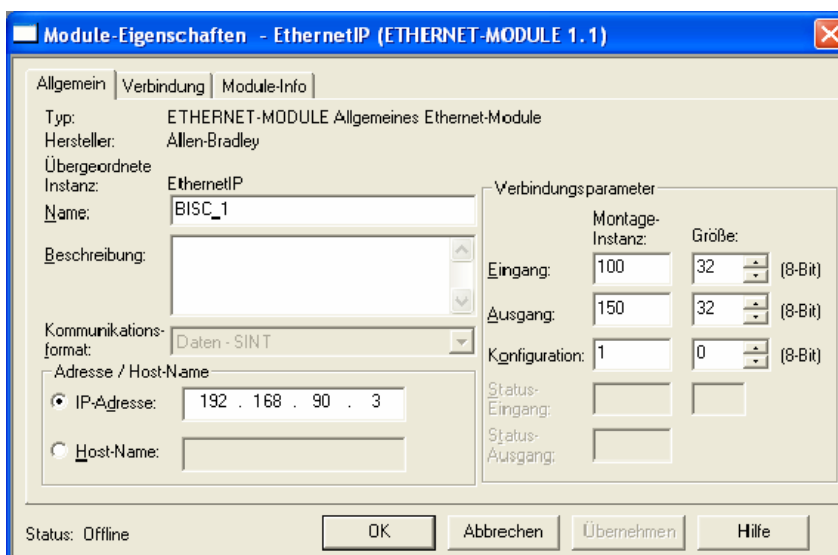 Module-Eigenschaften - EthernetIP (ETHERNET-MODULE 1.1)
Allgemein Verbindung Module-Info
Typ: ETHERNET-MODULE Allgemeines Ethernet-Module
Hersteller: Allen-Bradley
Übergeordnete
Instanz: EthernetIP
Name: BISC_1
Beschreibung:
Kommunikations-
format: Daten - SINT
Adresse / Host-Name
IP-Adresse: 192 . 168 . 90 . 3
Host-Name:
Verbindungsparameter
Montage-
Instanz: Größe:
Eingang: 100 32 (8-Bit)
Ausgang: 150 32 (8-Bit)
Konfiguration: 1 0 (8-Bit)
Status-
Eingang:
Status-
Ausgang:
Status: Offline OK Abbrechen Übernehmen Hilfe